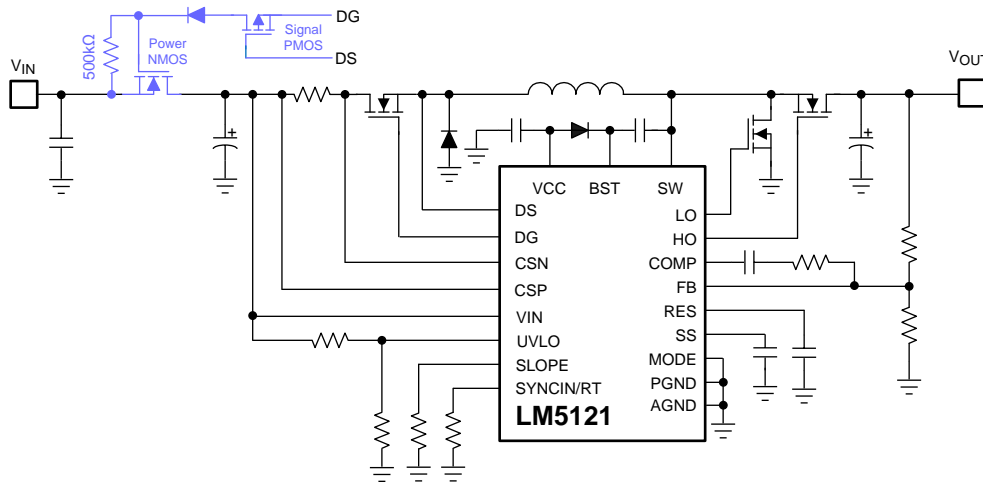 DG
Signal
PMOS
DS
Power
NMOS
500kΩ
VIN
VOUT
VCC
BST
SW
DS
DG
CSN
CSP
VIN
UVLO
SLOPE
SYNCIN/RT
LO
HO
COMP
FB
RES
SS
MODE
PGND
AGND
LM5121
+
+